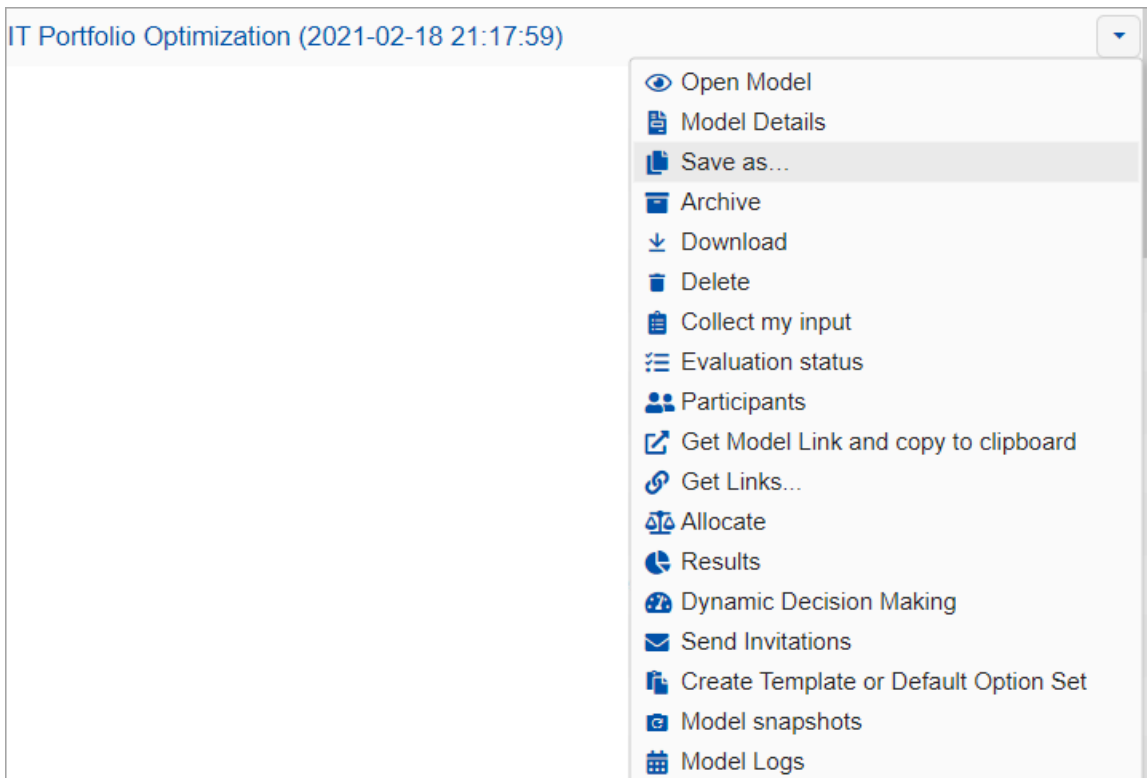 IT Portfolio Optimization (2021-02-18 21:17:59)
Open Model
Model Details
Save as...
Archive
Download
Delete
Collect my input
Evaluation status
Participants
Get Model Link and copy to clipboard
Get Links...
Allocate
Results
Dynamic Decision Making
Send Invitations
Create Template or Default Option Set
Model snapshots
Model Logs